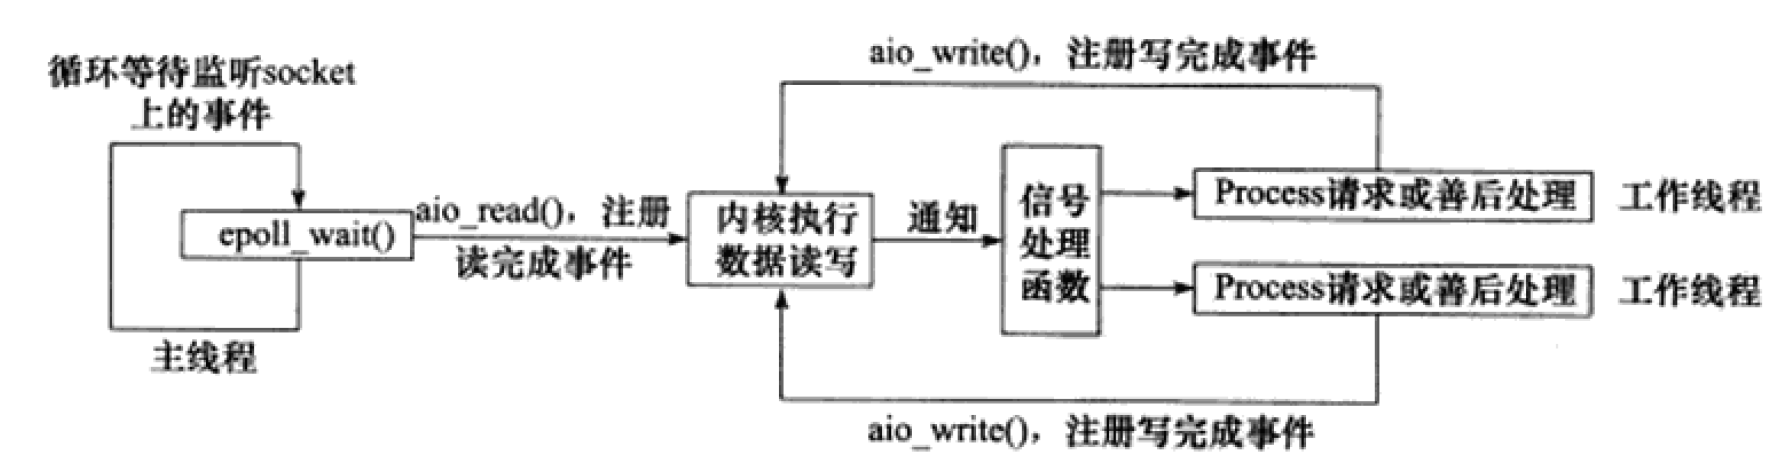 aio_write()，注册写完成事件
循环等待监听socket
上的事件
epoll_wait()
主线程
aio_read()，注册
读完成事件
内核执行
数据读写
通知
信号
处理
函数
Process请求或善后处理
工作线程
Process请求或善后处理
工作线程
aio_write()，注册写完成事件